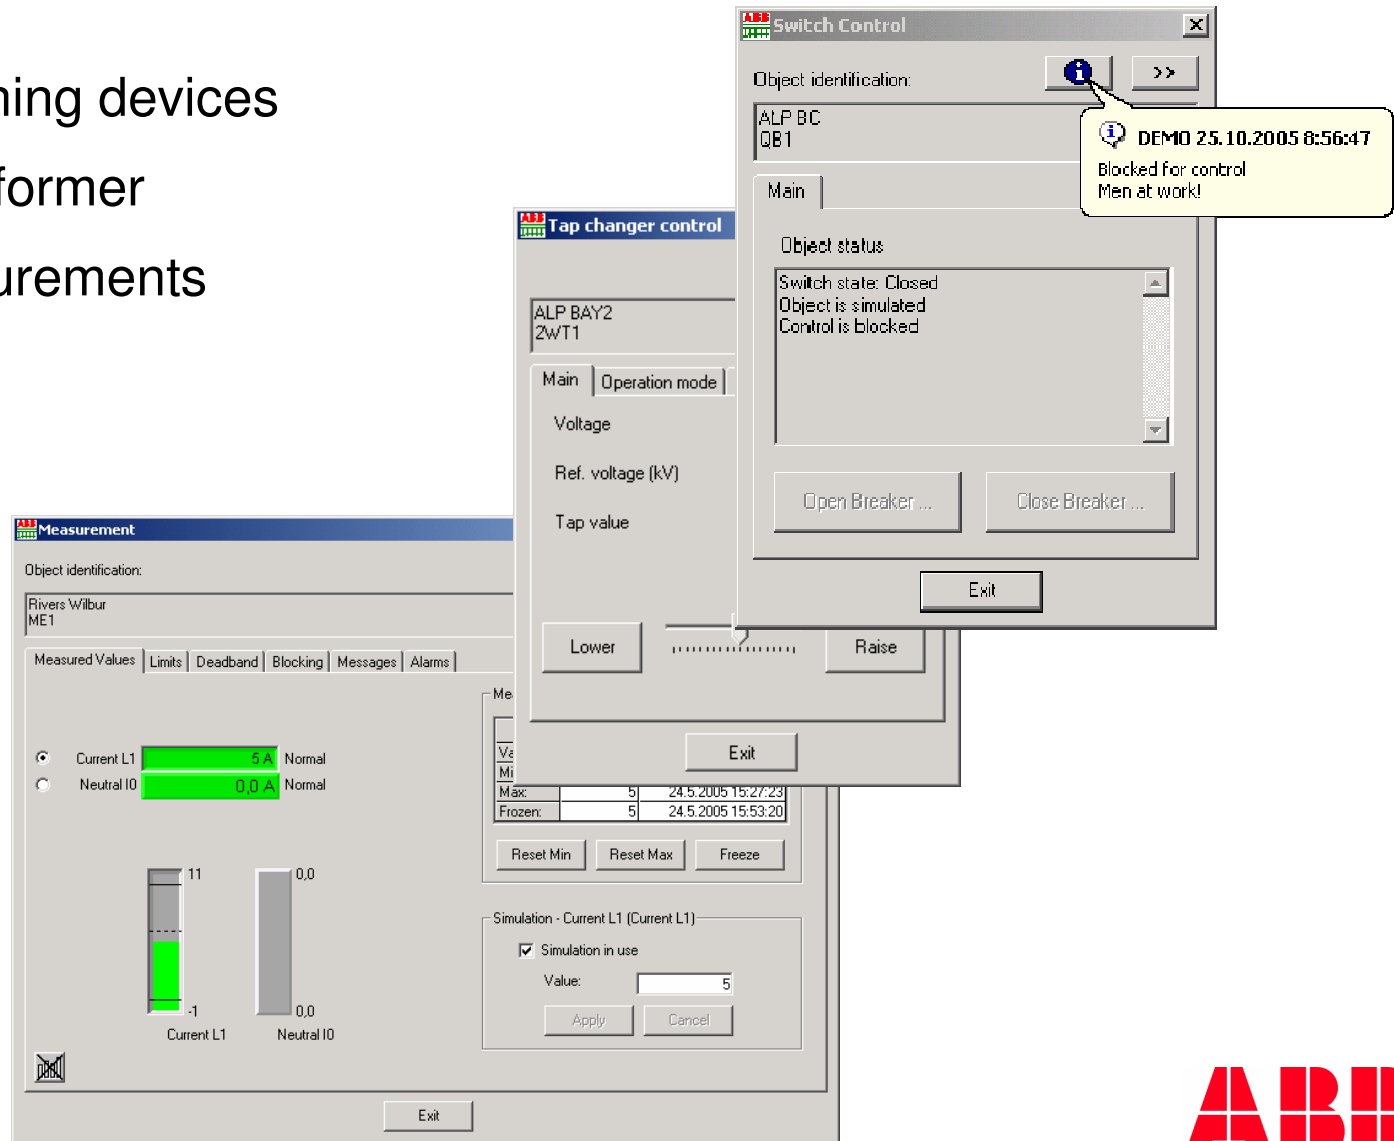 ning devices
former
urements
Switch Control
Object identification:
>>
ALP BC
QB1
DEMO 25.10.2005 8:56:47
Blocked for control
Men at work!
Main
Object status
Switch state: Closed
Object is simulated
Control is blocked
Open Breaker ...
Close Breaker ...
Exit
Tap changer control
ALP BAY2
2WT1
Main
Operation mode
Voltage
Ref. voltage (kV)
Tap value
Lower
Raise
Exit
Measurement
Object identification:
Rivers Wilbur
ME1
Measured Values
Limits
Deadband
Blocking
Messages
Alarms
Current L1
5 A
Normal
Neutral I0
0,0 A
Normal
Me
Va
Mi
Max: 5 24.5.2005 15:27:23
Frozen: 5 24.5.2005 15:53:20
Reset Min
Reset Max
Freeze
11
0,0
-1
0,0
Current L1
Neutral I0
Simulation - Current L1 (Current L1)
Simulation in use
Value: 5
Apply
Cancel
Exit
ABB